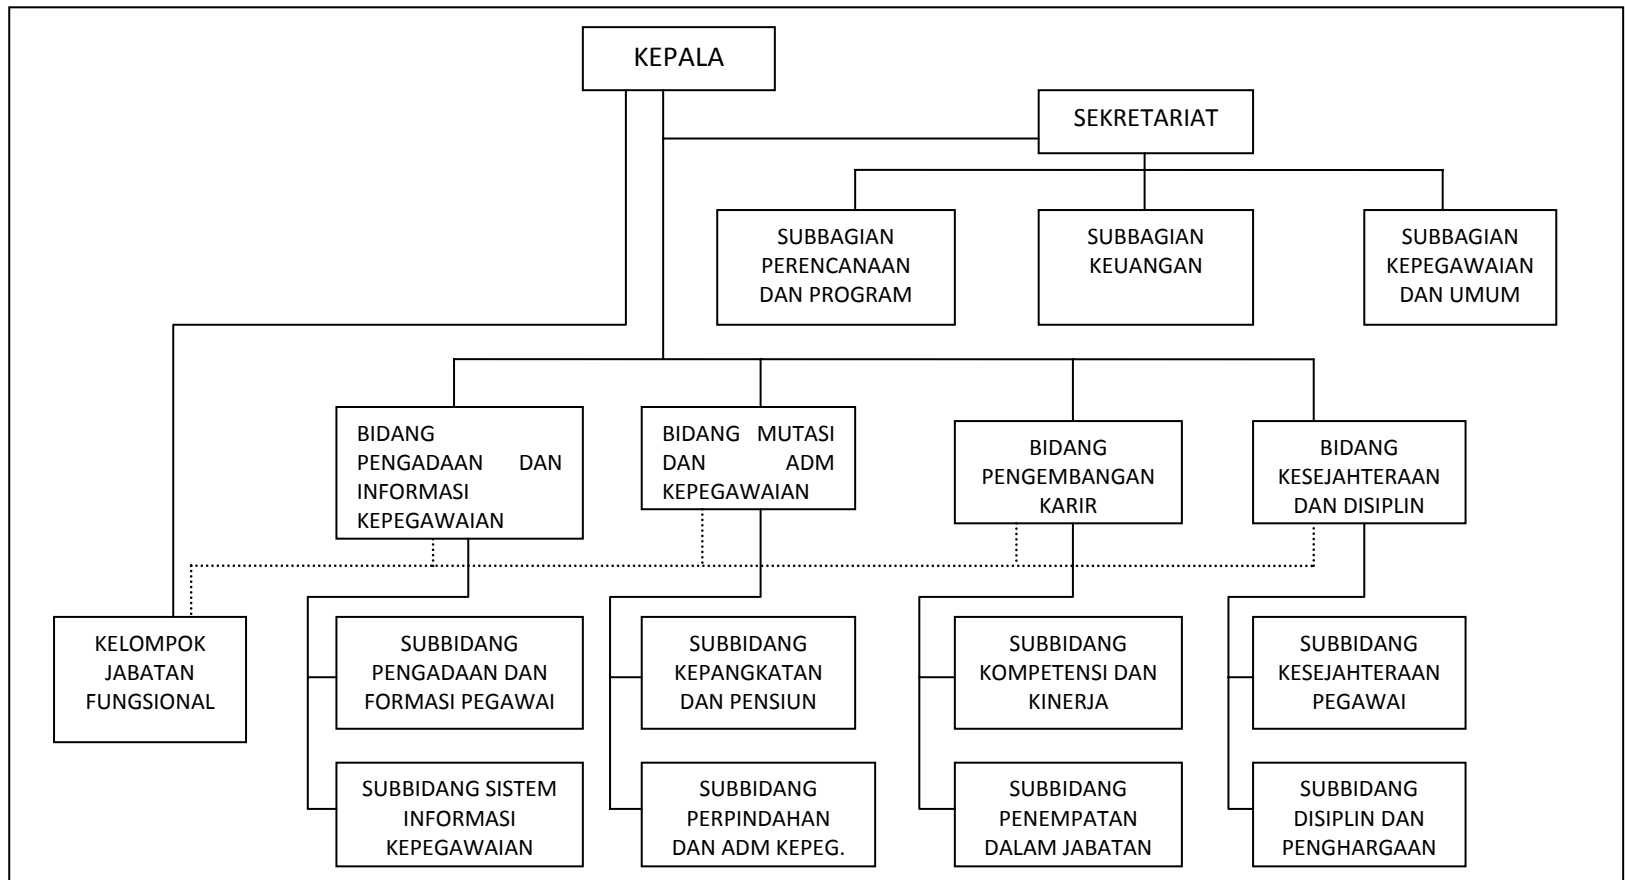 KEPALA
SEKRETARIAT
SUBBAGIAN
PERENCANAAN
DAN PROGRAM
SUBBAGIAN
KEUANGAN
SUBBAGIAN
KEPEGAWAIAN
DAN UMUM
BIDANG
PENGADAAN DAN
INFORMASI
KEPEGAWAIAN
BIDANG MUTASI
DAN ADM
KEPEGAWAIAN
BIDANG
PENGEMBANGAN
KARIR
BIDANG
KESEJAHTERAAN
DAN DISIPLIN
KELOMPOK
JABATAN
FUNGSIONAL
SUBBIDANG
PENGADAAN DAN
FORMASI PEGAWAI
SUBBIDANG
KEPANGKATAN
DAN PENSIUN
SUBBIDANG
KOMPETENSI DAN
KINERJA
SUBBIDANG
KESEJAHTERAAN
PEGAWAI
SUBBIDANG SISTEM
INFORMASI
KEPEGAWAIAN
SUBBIDANG
PERPINDAHAN
DAN ADM KEPEG.
SUBBIDANG
PENEMPATAN
DALAM JABATAN
SUBBIDANG
DISIPLIN DAN
PENGHARGAAN